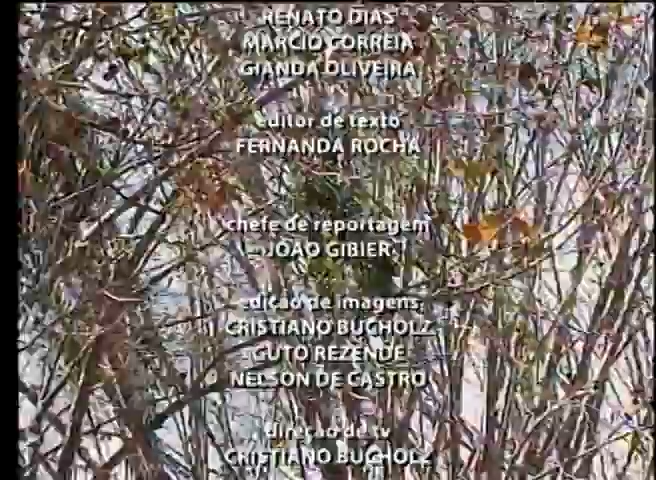 RENATO DIAS
MARCIO CORREIA
GIANDA OLIVEIRA
editor de texto
FERNANDA ROCHA
chefe de reportagem
JOÃO GIBIER
edição de imagens
CRISTIANO BUCHOLZ
GUTO REZENDE
NELSON DE CASTRO
direção de tv
CRISTIANO BUCHOLZ